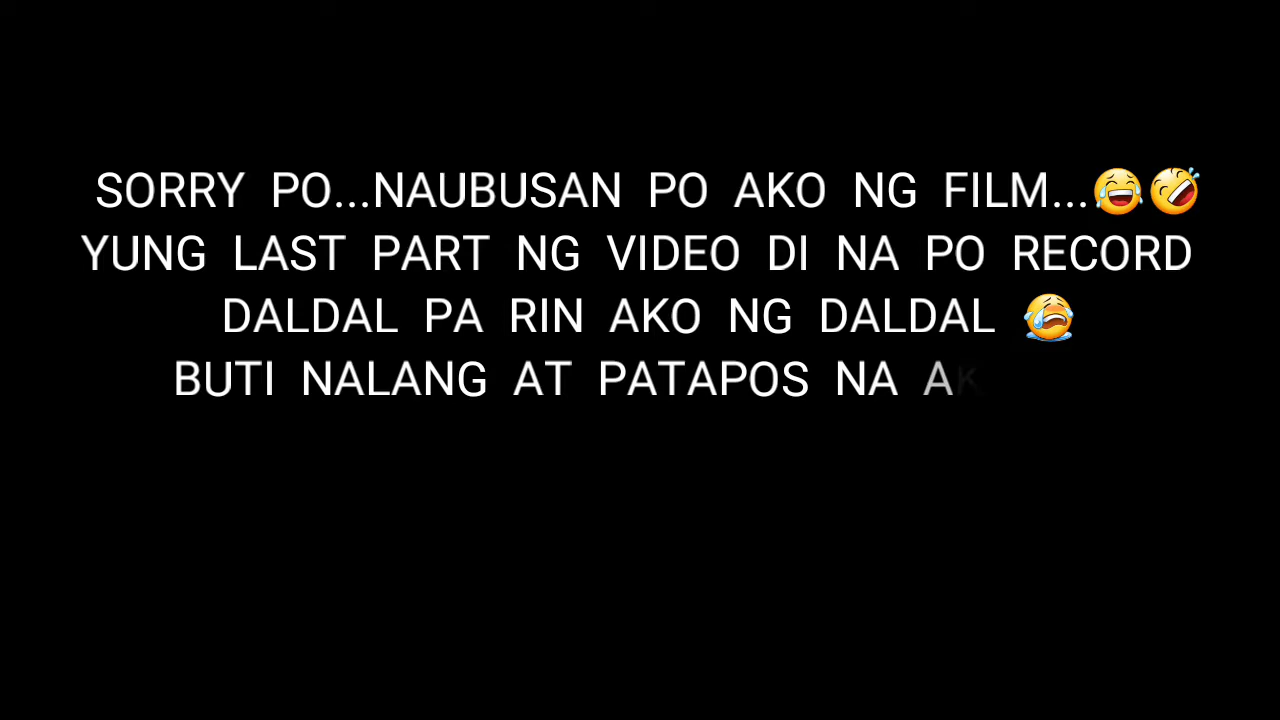 SORRY PO...NAUBUSAN PO AKO NG FILM...😂🤣
YUNG LAST PART NG VIDEO DI NA PO RECORD
DALDAL PA RIN AKO NG DALDAL 😭
BUTI NALANG AT PATAPOS NA AK